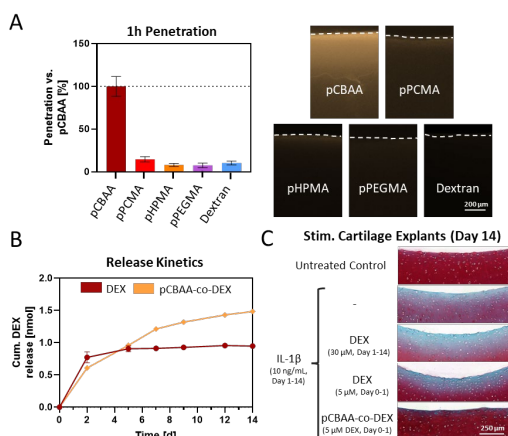 A
1h Penetration
Penetration vs.
pCBAA [%]
150
100
50
0
pCBAA
pPCMA
pHPMA
pPEGMA
Dextran
pCBAA
pPCMA
pHPMA
pPEGMA
Dextran
200 µm
B
Release Kinetics
DEX
pCBAA-co-DEX
Cum. DEX
release [nmol]
2.0
1.5
1.0
0.5
0.0
0
2
4
6
8
10
12
14
Time [d]
C
Stim. Cartilage Explants (Day 14)
Untreated Control
-
IL-1β
(10 ng/mL,
Day 1-14)
DEX
(30 µM, Day 1-14)
DEX
(5 µM, Day 0-1)
pCBAA-co-DEX
(5 µM DEX, Day 0-1)
250 µm